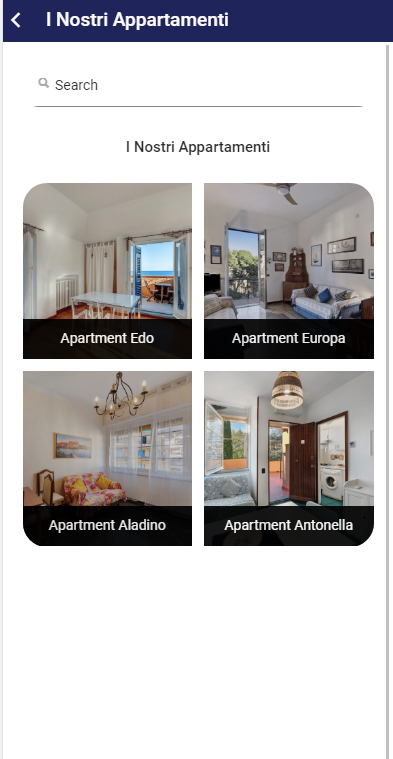 I Nostri Appartamenti
Search
I Nostri Appartamenti
Apartment Edo
Apartment Europa
Apartment Aladino
Apartment Antonella